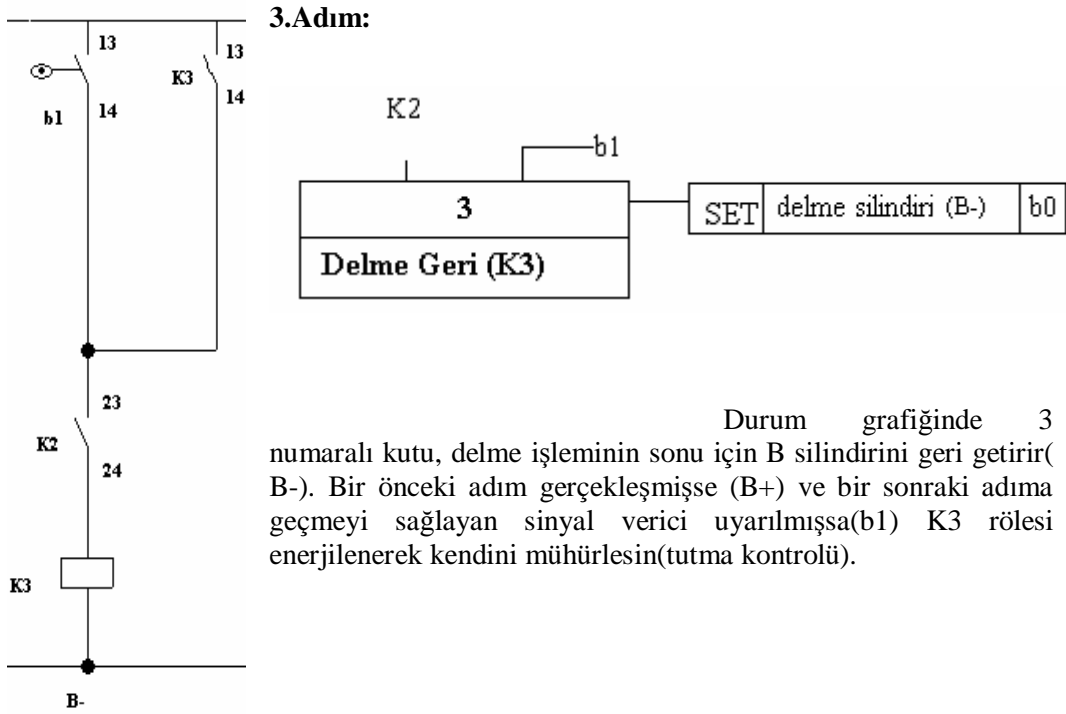 3.Adım:
13
13
K3
b1
14
14
K2
b1
3
SET delme silindiri (B-) b0
Delme Geri (K3)
23
K2
24
Durum grafiğinde 3
numaralı kutu, delme işleminin sonu için B silindirini geri getirir(
B-). Bir önceki adım gerçekleşmişse (B+) ve bir sonraki adıma
geçmeyi sağlayan sinyal verici uyarılmışsa(b1) K3 rölesi
enerjilenerek kendini mühürlesin(tutma kontrolü).
K3
B-